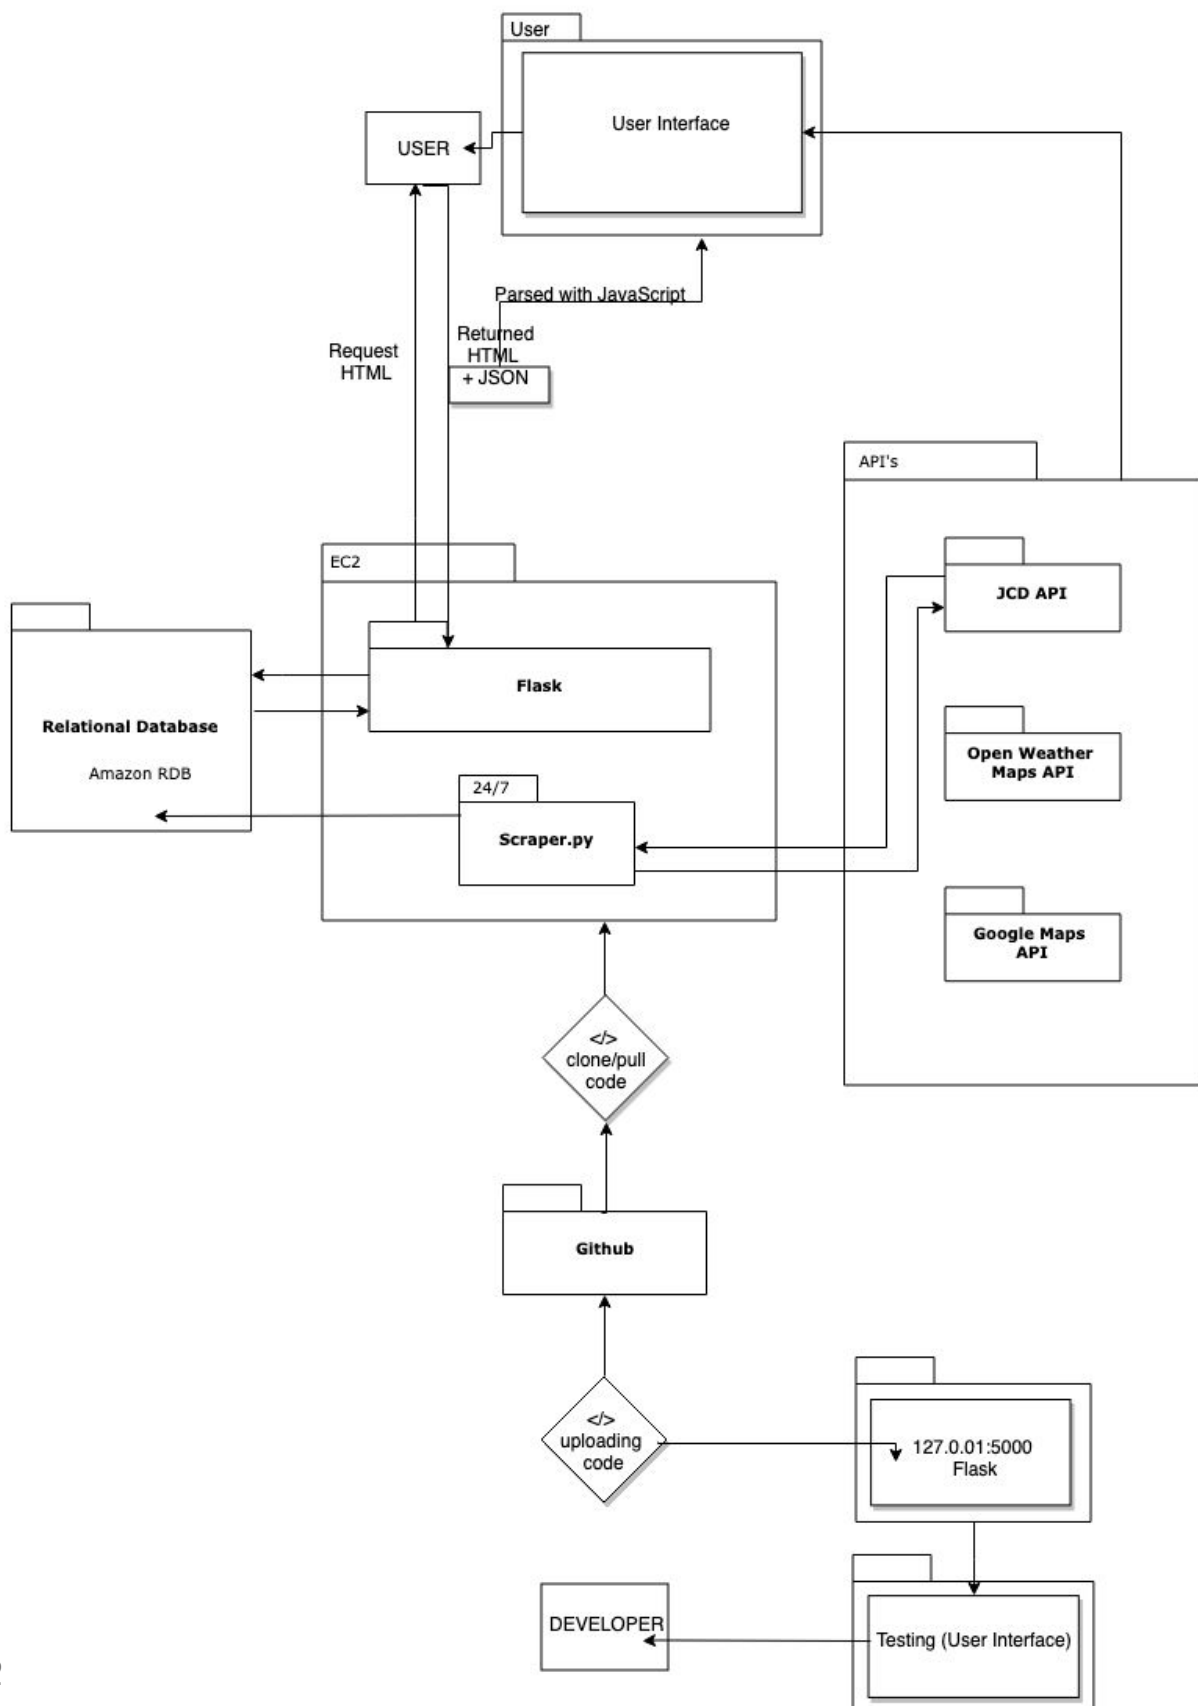 User
User Interface
USER
Parsed with JavaScript
Request
HTML
Returned
HTML
+ JSON
API's
JCD API
Open Weather
Maps API
Google Maps
API
EC2
Flask
Relational Database
Amazon RDB
24/7
Scraper.py
</>
clone/pull
code
Github
</>
uploading
code
127.0.01:5000
Flask
DEVELOPER
Testing (User Interface)